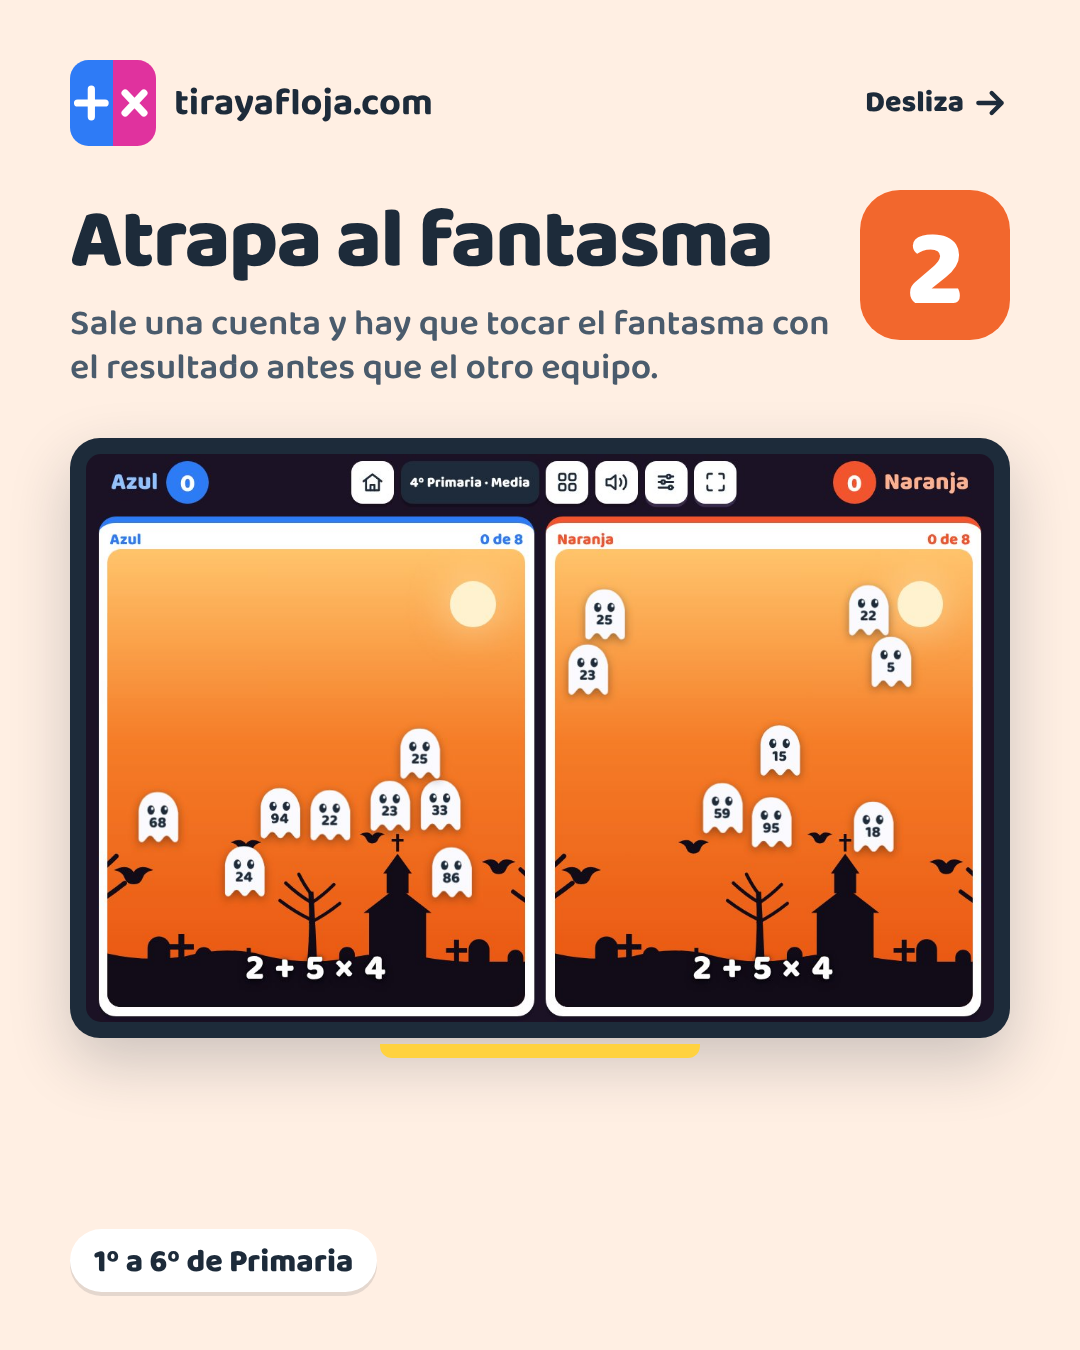 +×
tirayafloja.com
Desliza →
Atrapa al fantasma
2
Sale una cuenta y hay que tocar el fantasma con
el resultado antes que el otro equipo.
Azul 0
4º Primaria · Media
0 Naranja
Azul
0 de 8
25
68
94
22
23
33
24
86
2 + 5 × 4
Naranja
0 de 8
25
22
23
5
15
59
95
18
2 + 5 × 4
1º a 6º de Primaria